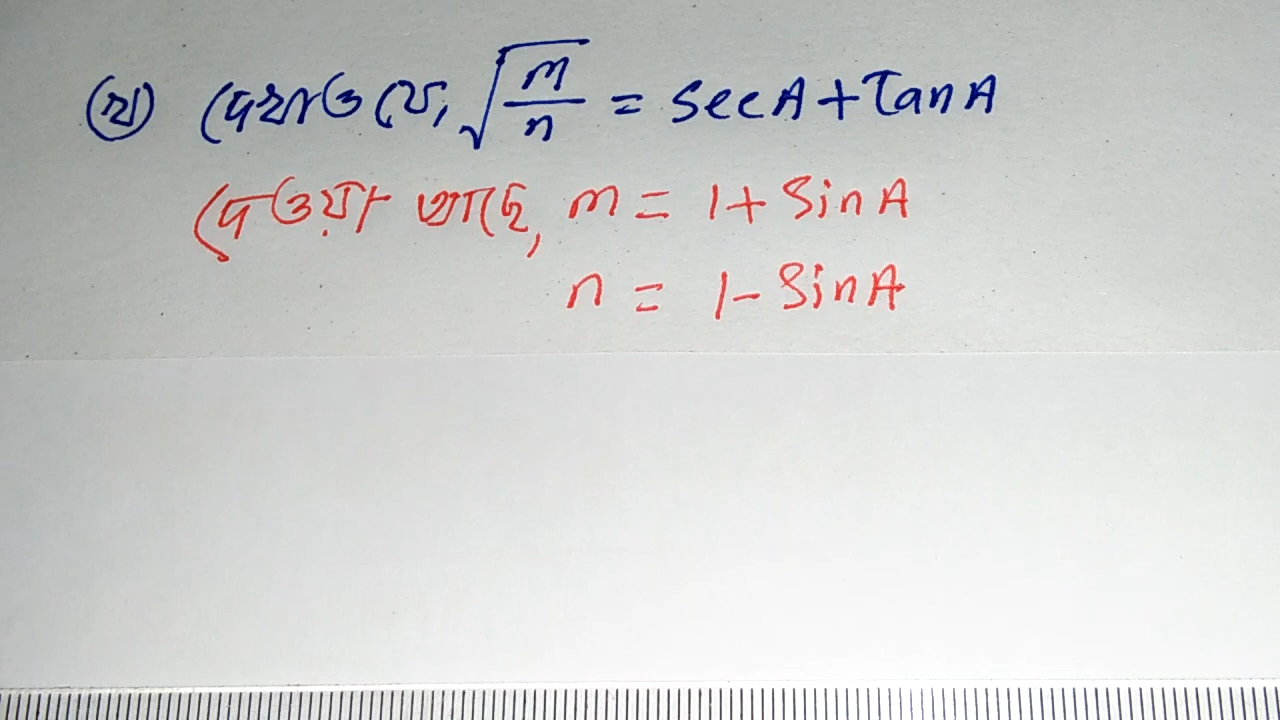 (খ) দেখাও যে, √(m/n) = SecA + TanA
দেওয়া আছে, m = 1 + SinA
n = 1 - SinA